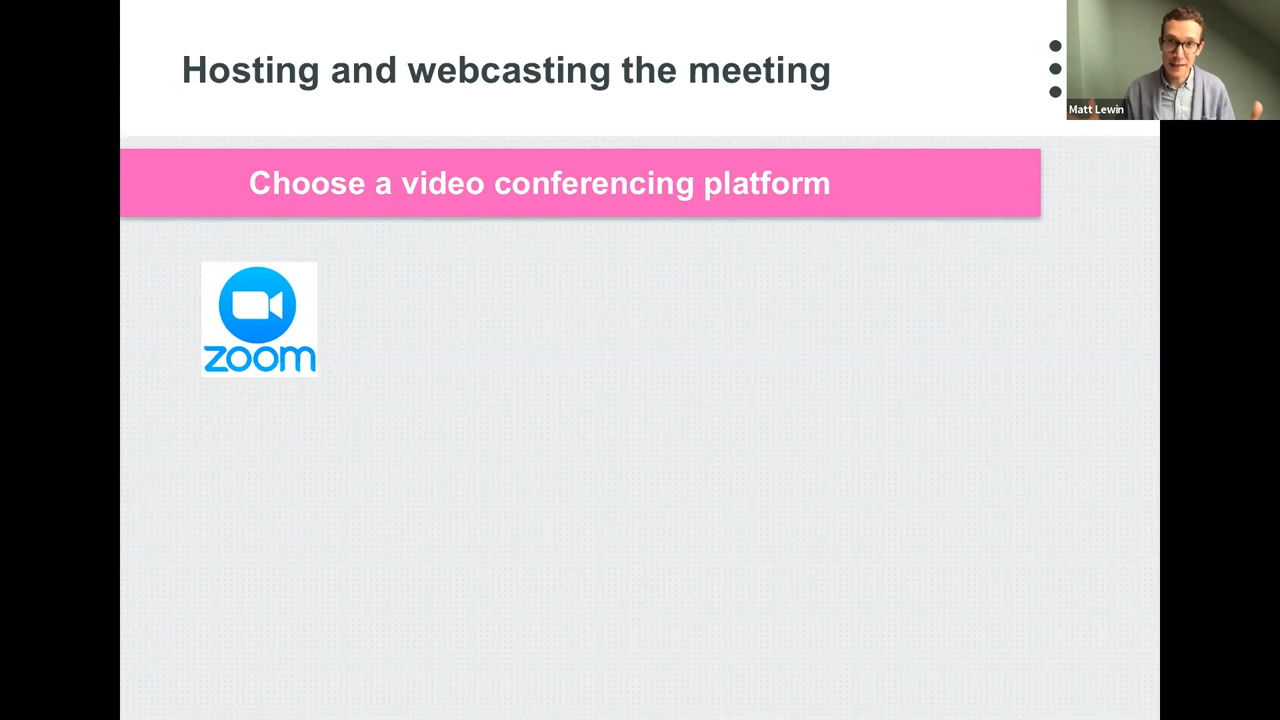 Hosting and webcasting the meeting
Matt Lewin
Choose a video conferencing platform
zoom